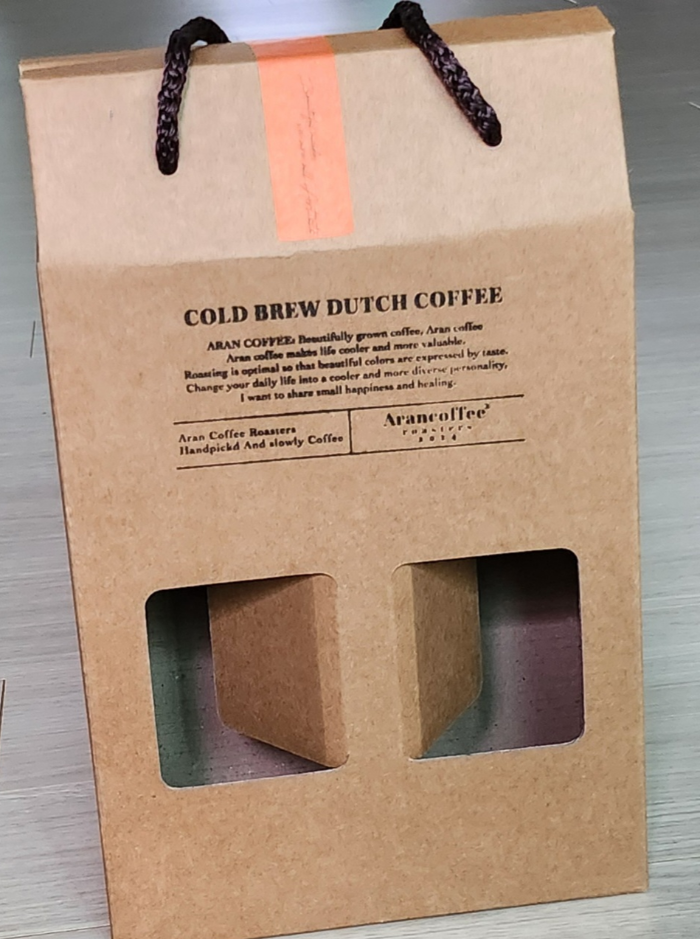 COLD BREW DUTCH COFFEE
ARAN COFFEE: Beautifully grown coffee, Aran coffee
Aran coffee makes life cooler and more valuable.
Roasting is optimal so that beautiful colors are expressed by taste.
Change your daily life into a cooler and more diverse personality,
I want to share small happiness and healing.
Aran Coffee Roasters
Handpickd And slowly Coffee
Arancoffee
roasters
2014